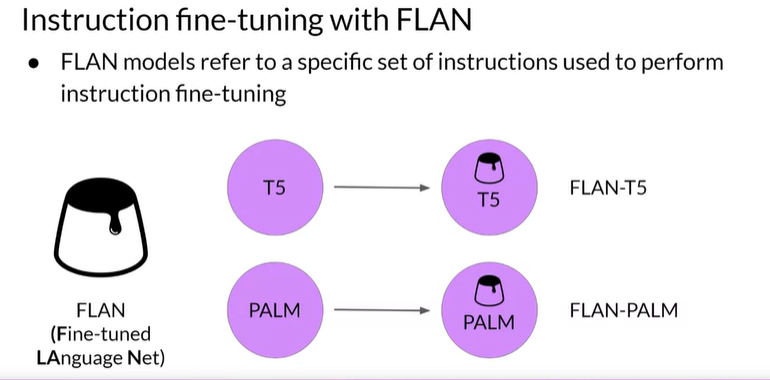 Instruction fine-tuning with FLAN
● FLAN models refer to a specific set of instructions used to perform
instruction fine-tuning
T5
T5
FLAN-T5
FLAN
(Fine-tuned
LAnguage Net)
PALM
PALM
FLAN-PALM